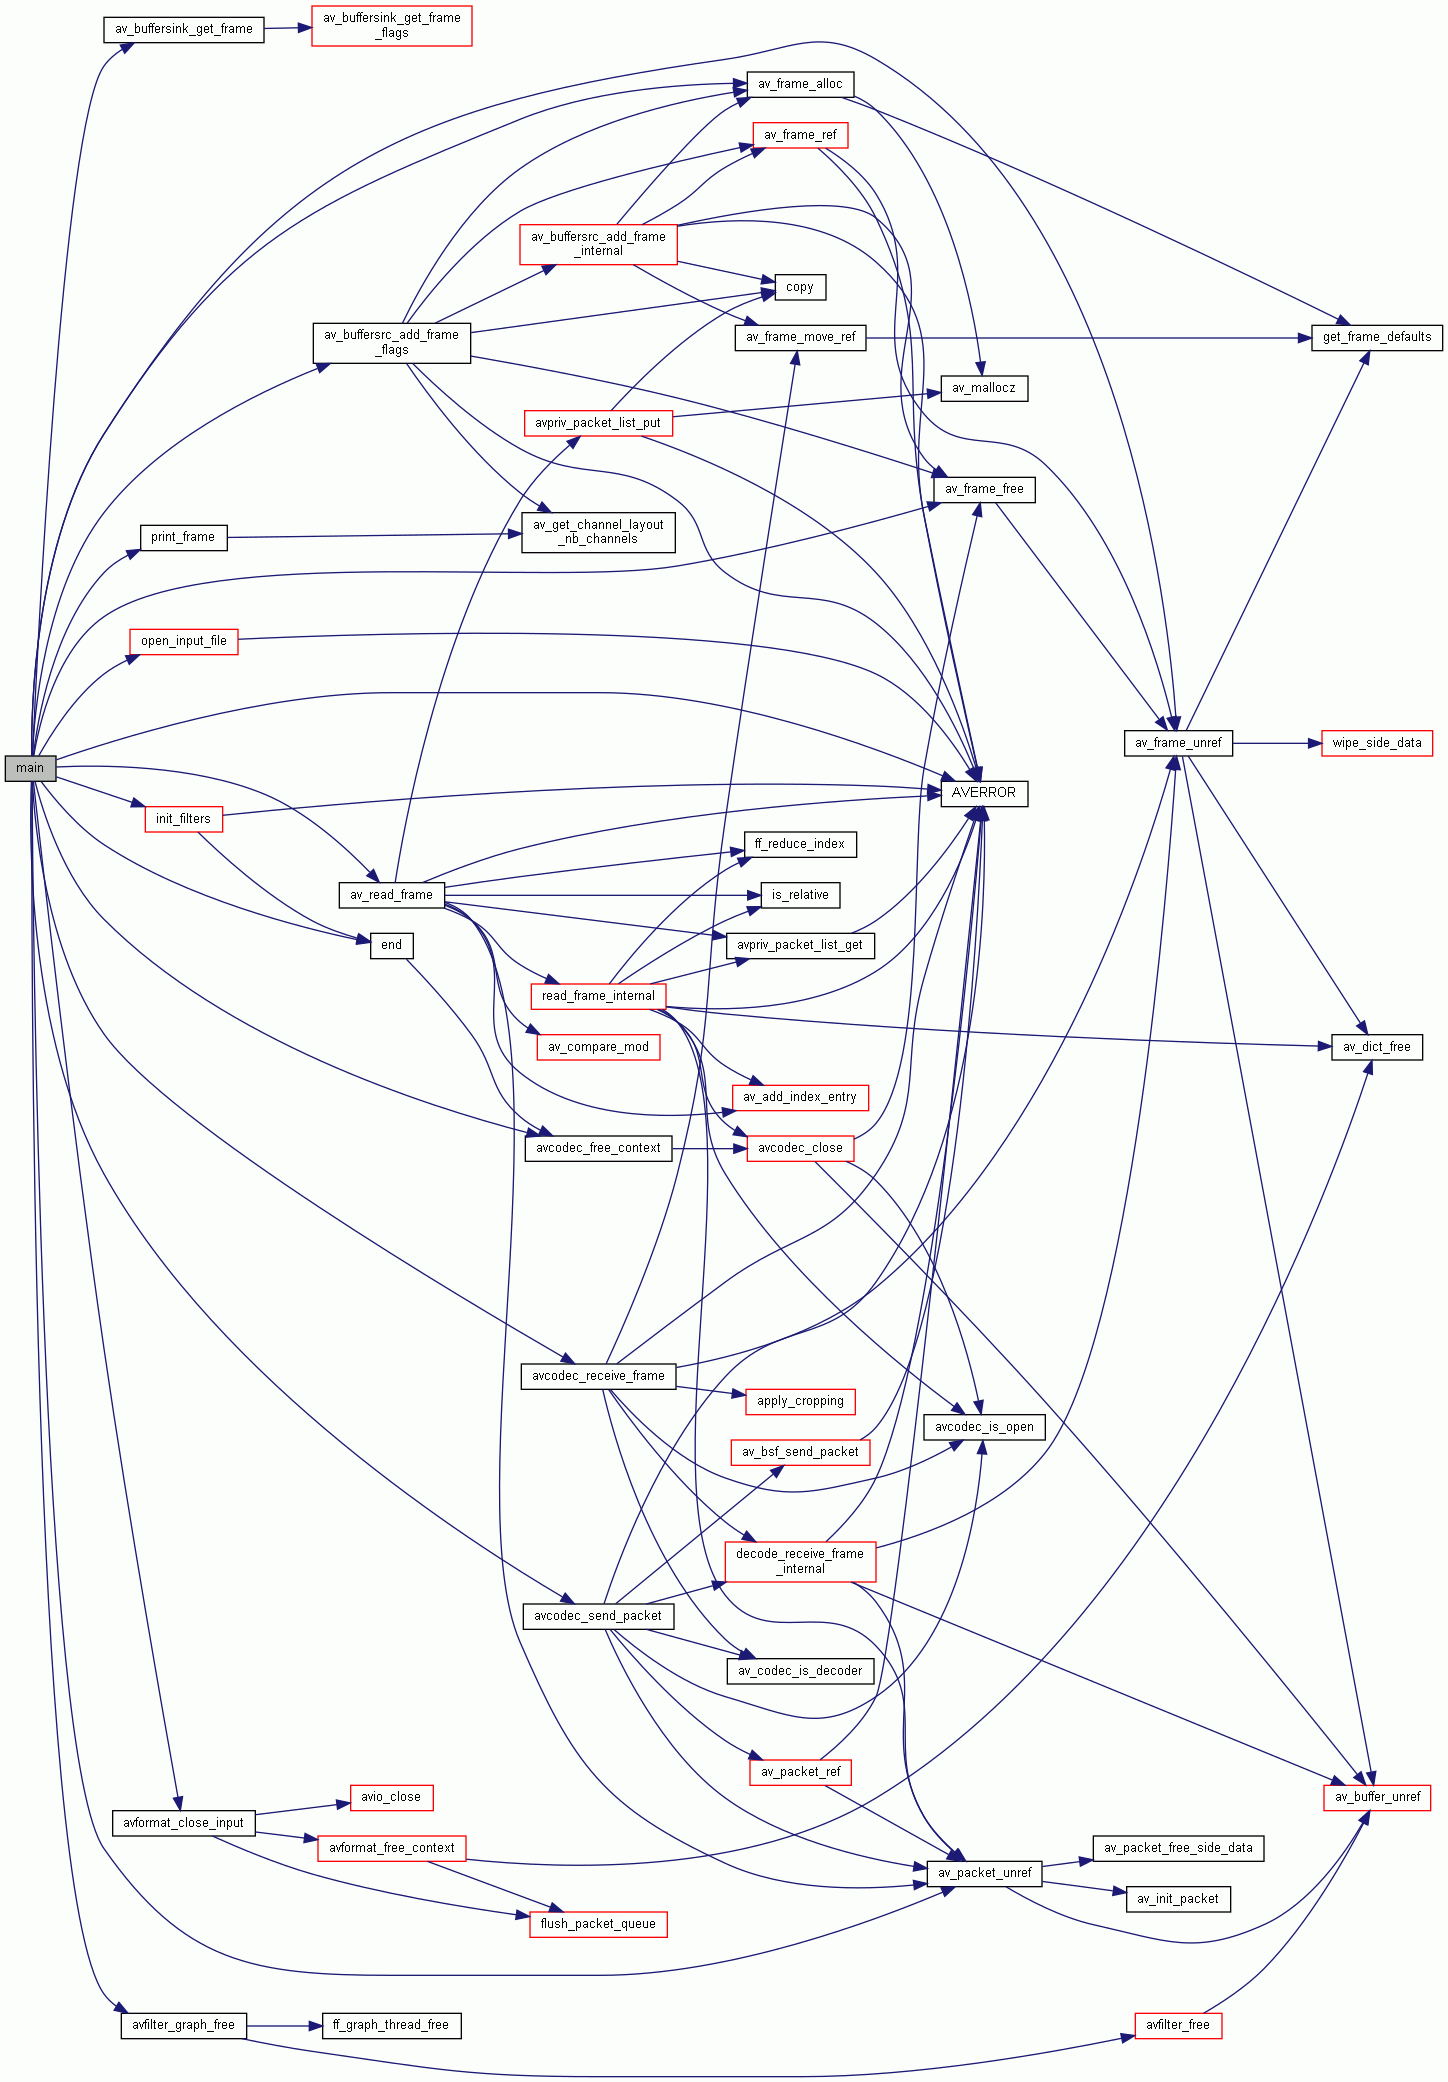 av_buffersink_get_frame
av_buffersink_get_frame
_flags
av_frame_alloc
av_frame_ref
av_buffersrc_add_frame
_internal
copy
av_buffersrc_add_frame
_flags
av_frame_move_ref
get_frame_defaults
av_mallocz
avpriv_packet_list_put
av_frame_free
print_frame
av_get_channel_layout
_nb_channels
open_input_file
av_frame_unref
wipe_side_data
main
AVERROR
init_filters
ff_reduce_index
av_read_frame
is_relative
end
avpriv_packet_list_get
read_frame_internal
av_compare_mod
av_dict_free
av_add_index_entry
avcodec_free_context
avcodec_close
avcodec_receive_frame
apply_cropping
avcodec_is_open
av_bsf_send_packet
decode_receive_frame
_internal
avcodec_send_packet
av_codec_is_decoder
av_packet_ref
avio_close
av_buffer_unref
avformat_close_input
avformat_free_context
av_packet_free_side_data
av_packet_unref
av_init_packet
flush_packet_queue
avfilter_graph_free
ff_graph_thread_free
avfilter_free